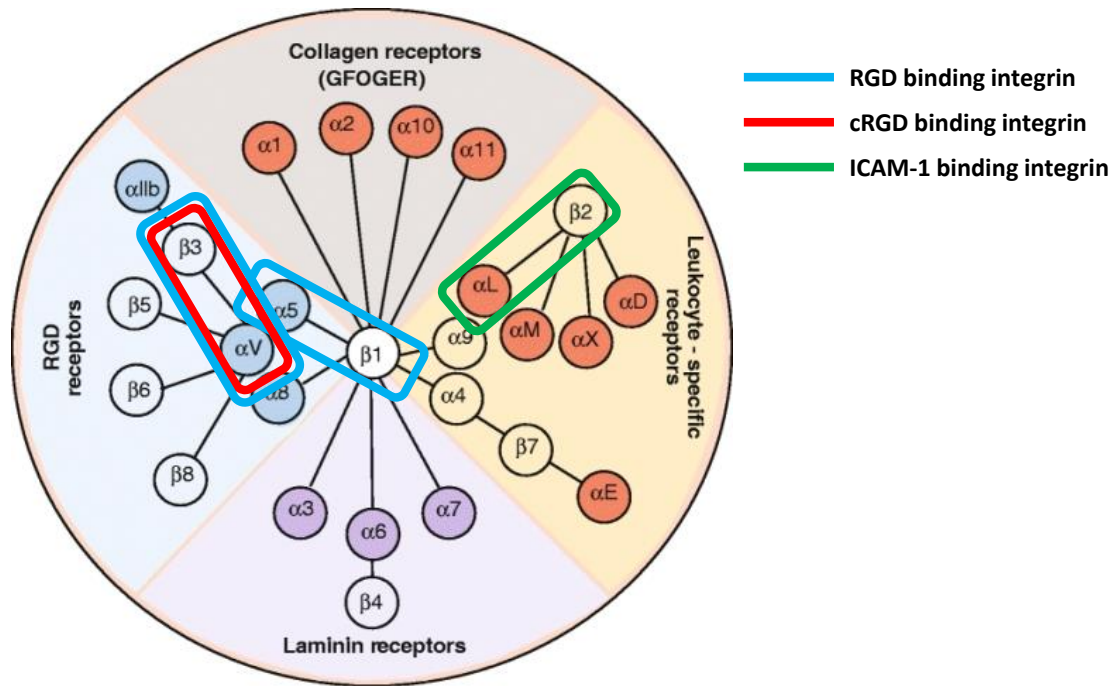 Collagen receptors
(GFOGER)
RGD binding integrin
cRGD binding integrin
ICAM-1 binding integrin
α1
α2
α10
α11
αIIb
β3
β5
α5
αV
β6
α8
β8
β1
β2
αL
αM
αX
αD
α9
α4
β7
αE
α3
α6
α7
β4
RGD
receptors
Leukocyte - specific
receptors
Laminin receptors